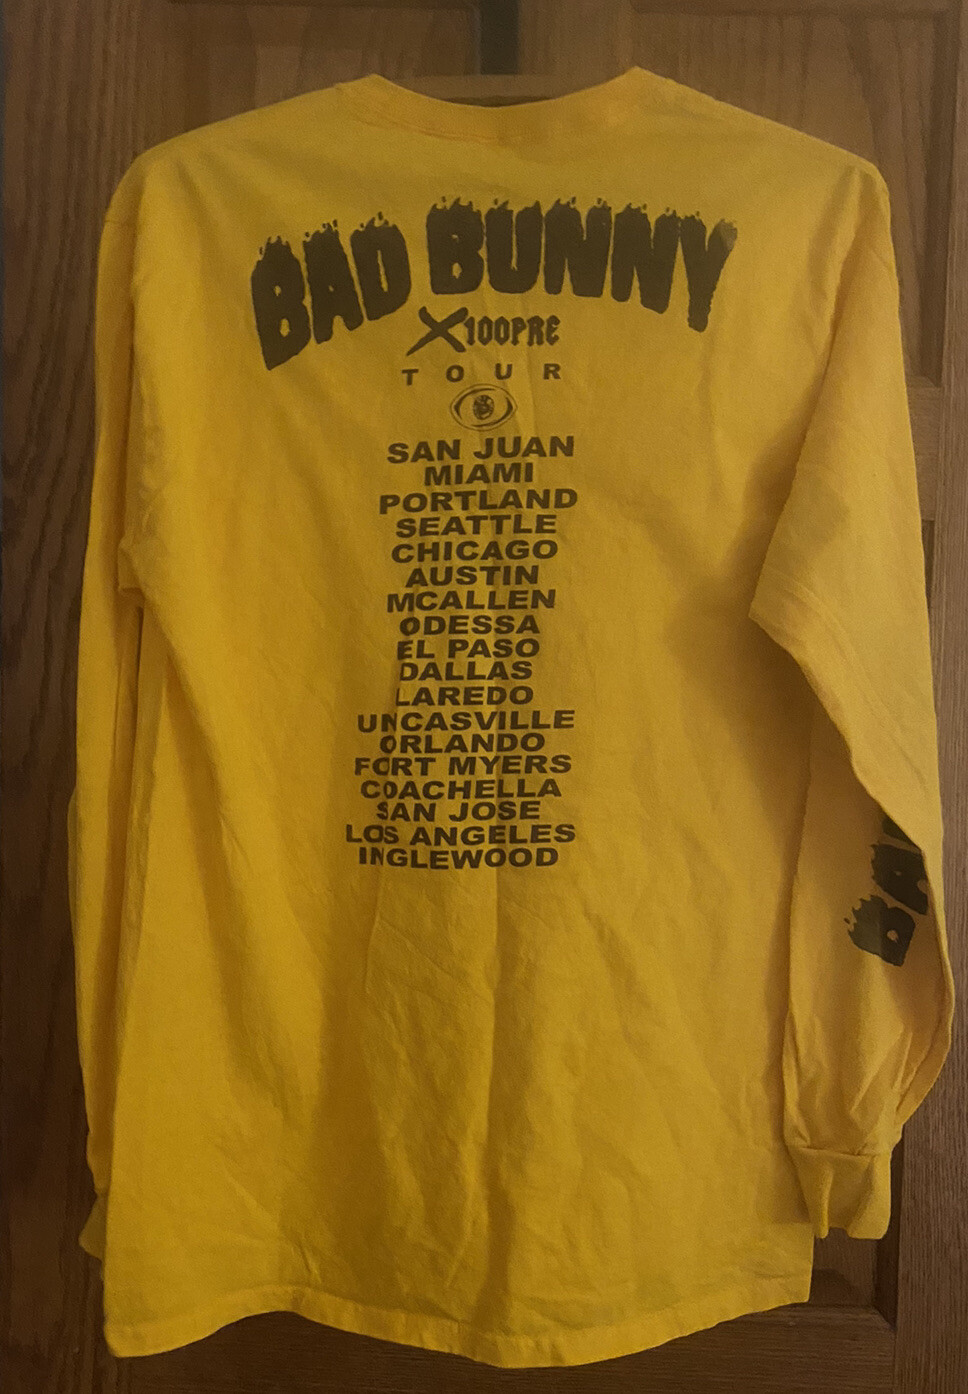 BAD BUNNY
X100PRE
TOUR
SAN JUAN
MIAMI
PORTLAND
SEATTLE
CHICAGO
AUSTIN
MCALLEN
ODESSA
EL PASO
DALLAS
LAREDO
UNCASVILLE
ORLANDO
FORT MYERS
COACHELLA
SAN JOSE
LOS ANGELES
INGLEWOOD
BA